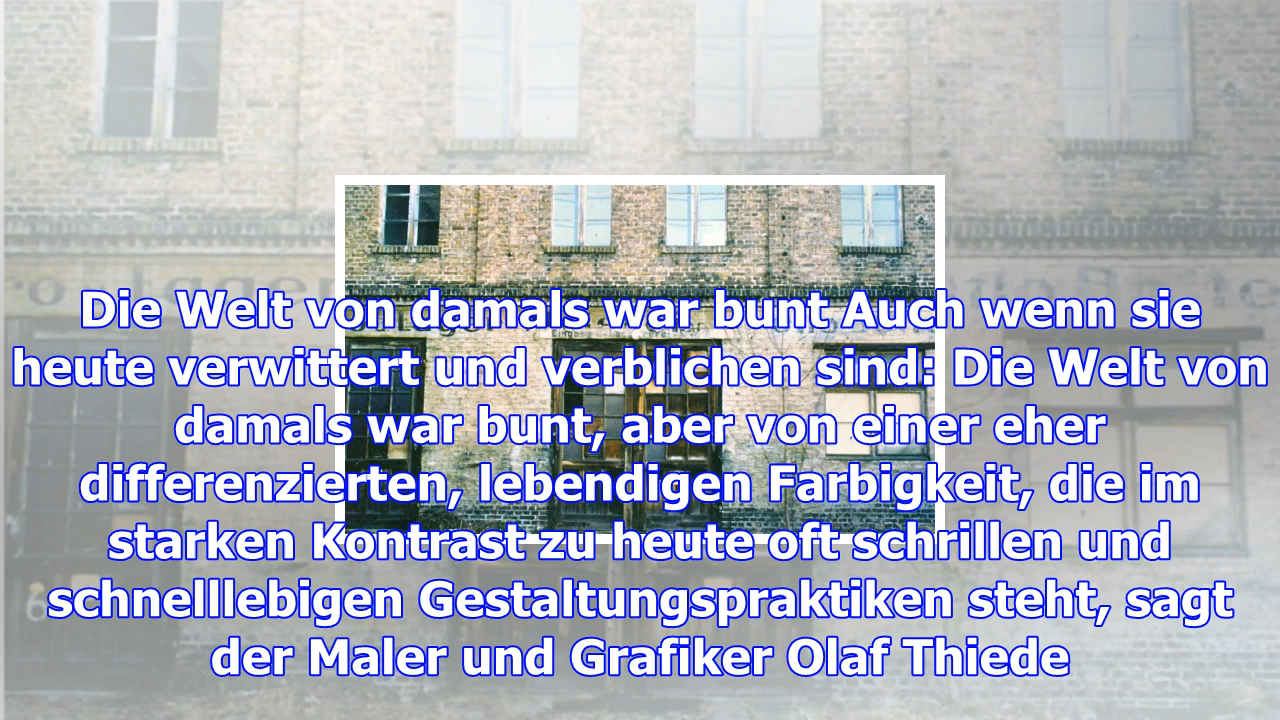 Die Welt von damals war bunt Auch wenn sie
heute verwittert und verblichen sind: Die Welt von
damals war bunt, aber von einer eher
differenzierten, lebendigen Farbigkeit, die im
starken Kontrast zu heute oft schrillen und
schnelllebigen Gestaltungspraktiken steht, sagt
der Maler und Grafiker Olaf Thiede